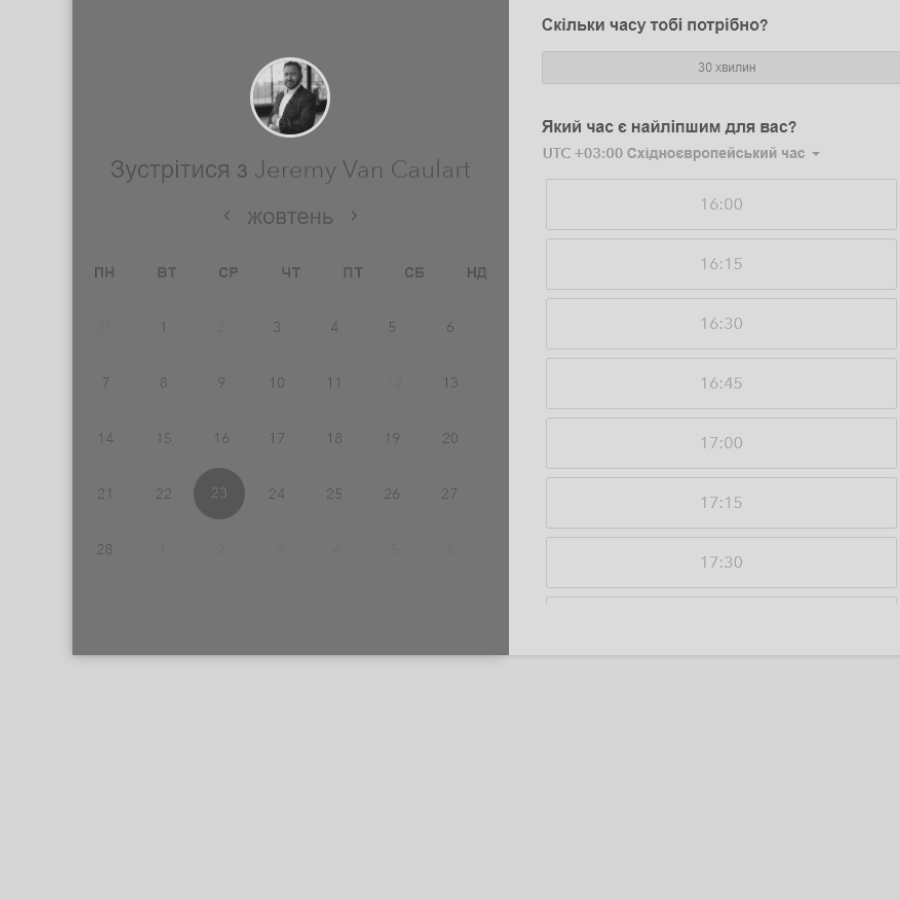 Зустрітися з Jeremy Van Caulart
‹ жовтень ›
ПН ВТ СР ЧТ ПТ СБ НД
31 1 2 3 4 5 6
7 8 9 10 11 12 13
14 15 16 17 18 19 20
21 22 23 24 25 26 27
28 1 2 3 4 5 6
Скільки часу тобі потрібно?
30 хвилин
Який час є найліпшим для вас?
UTC +03:00 Східноєвропейський час
16:00
16:15
16:30
16:45
17:00
17:15
17:30